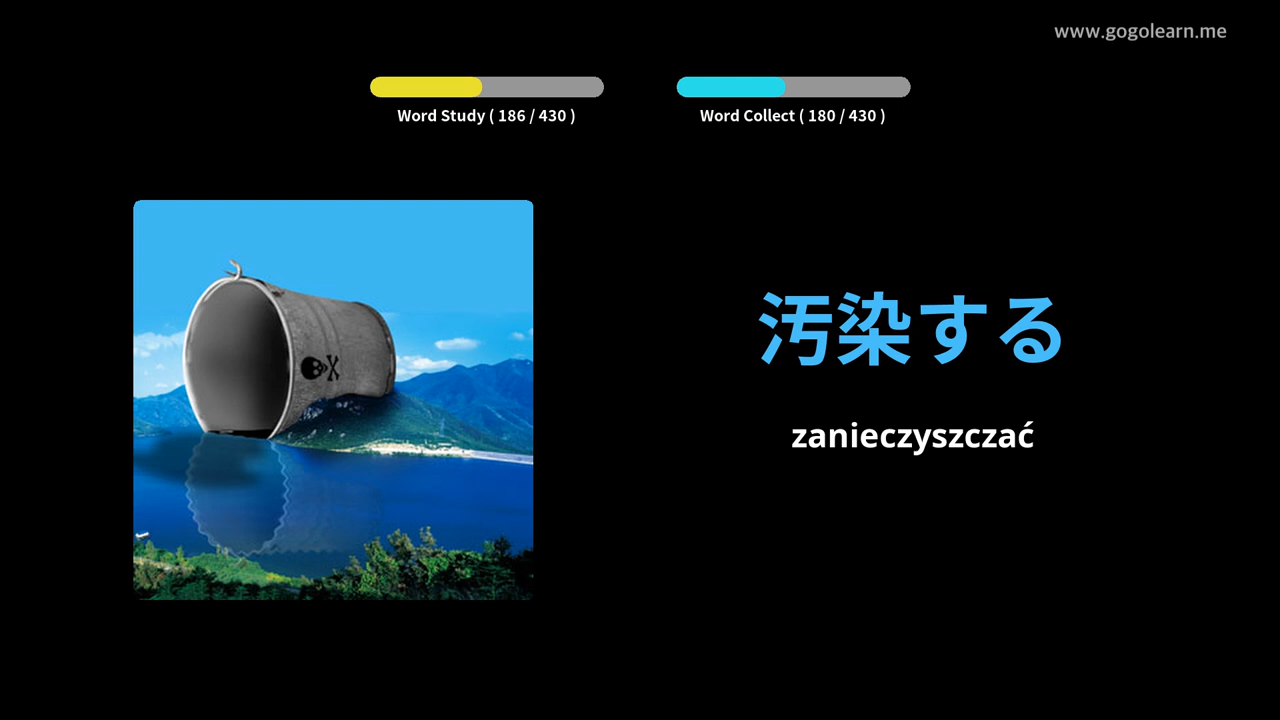 www.gogolearn.me
Word Study ( 186 / 430 )
Word Collect ( 180 / 430 )
汚染する
zanieczyszczać